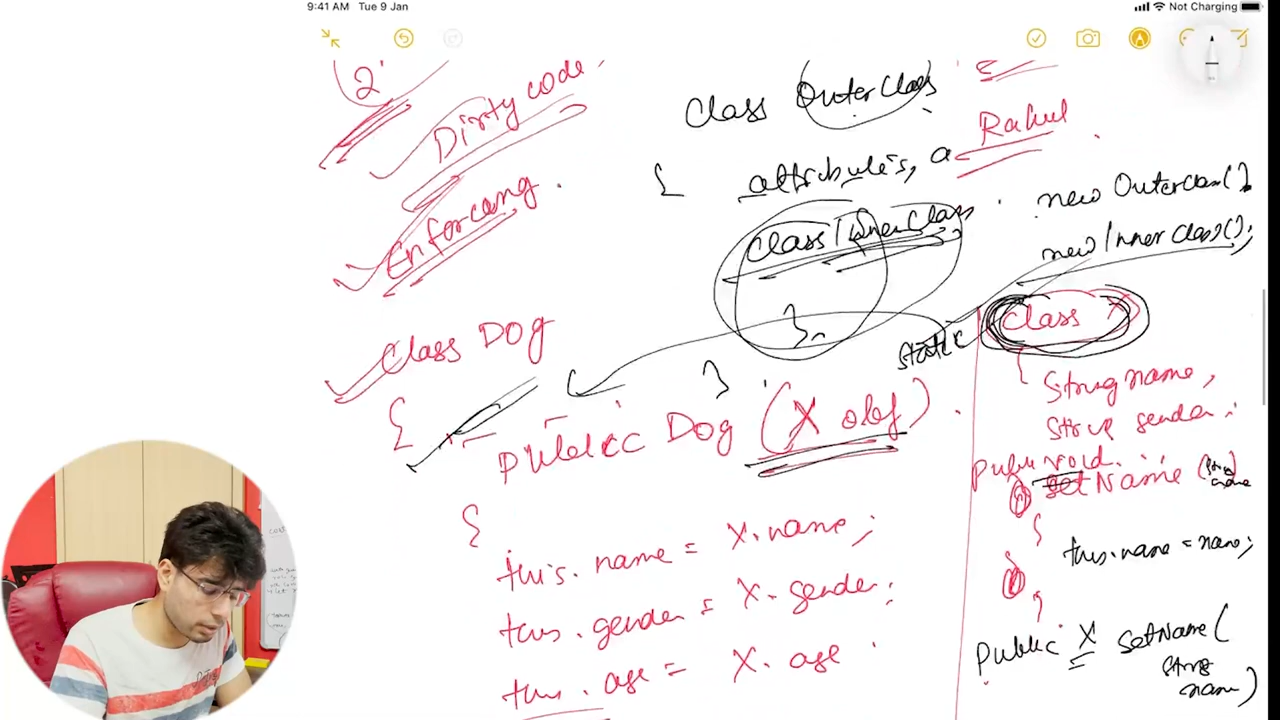 9:41 AM Tue 9 Jan
Not Charging
2
Dirty code
Enforcang
Class OuterClass
{ attributes, a
Class InnerClass
}
}
Rahul
new OuterClass()
new InnerClass();
static
Class X
{
String name,
String gender;
public void
setName (String name)
{
this.name = name;
}
public X setName(
String
name)
Class Dog
{
public Dog (X obj)
{
this.name = X.name;
this.gender = X.gender;
this.age = X.age